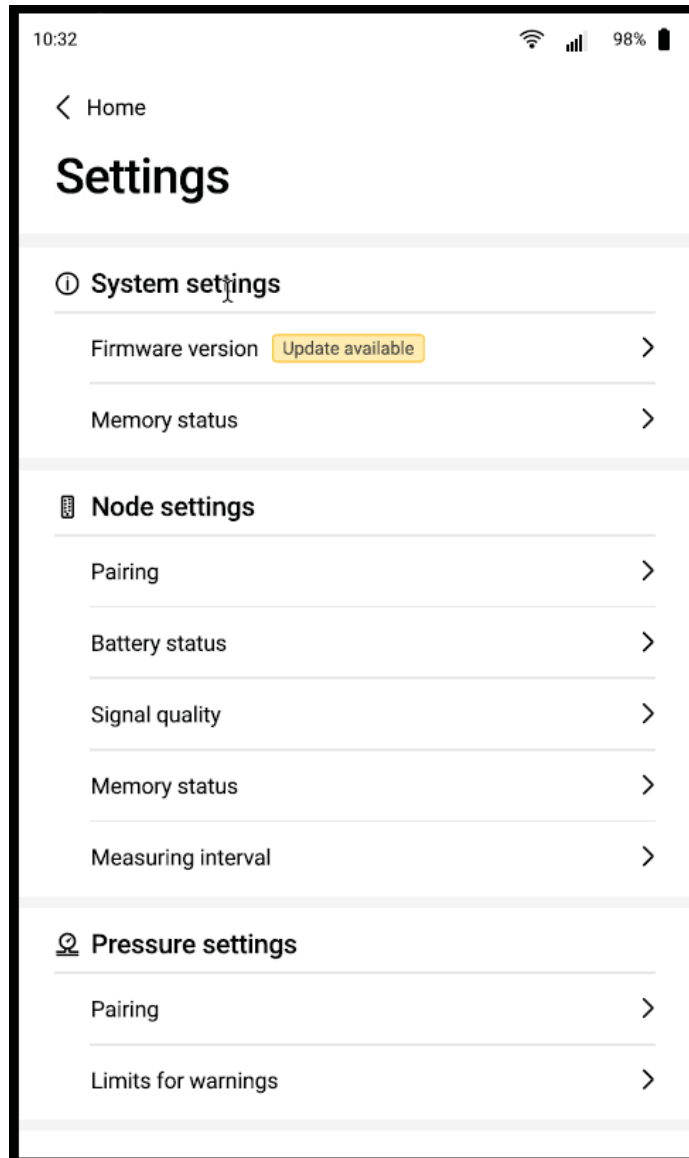 10:32 98%
Home
Settings
System settings
Firmware version Update available
Memory status
Node settings
Pairing
Battery status
Signal quality
Memory status
Measuring interval
Pressure settings
Pairing
Limits for warnings